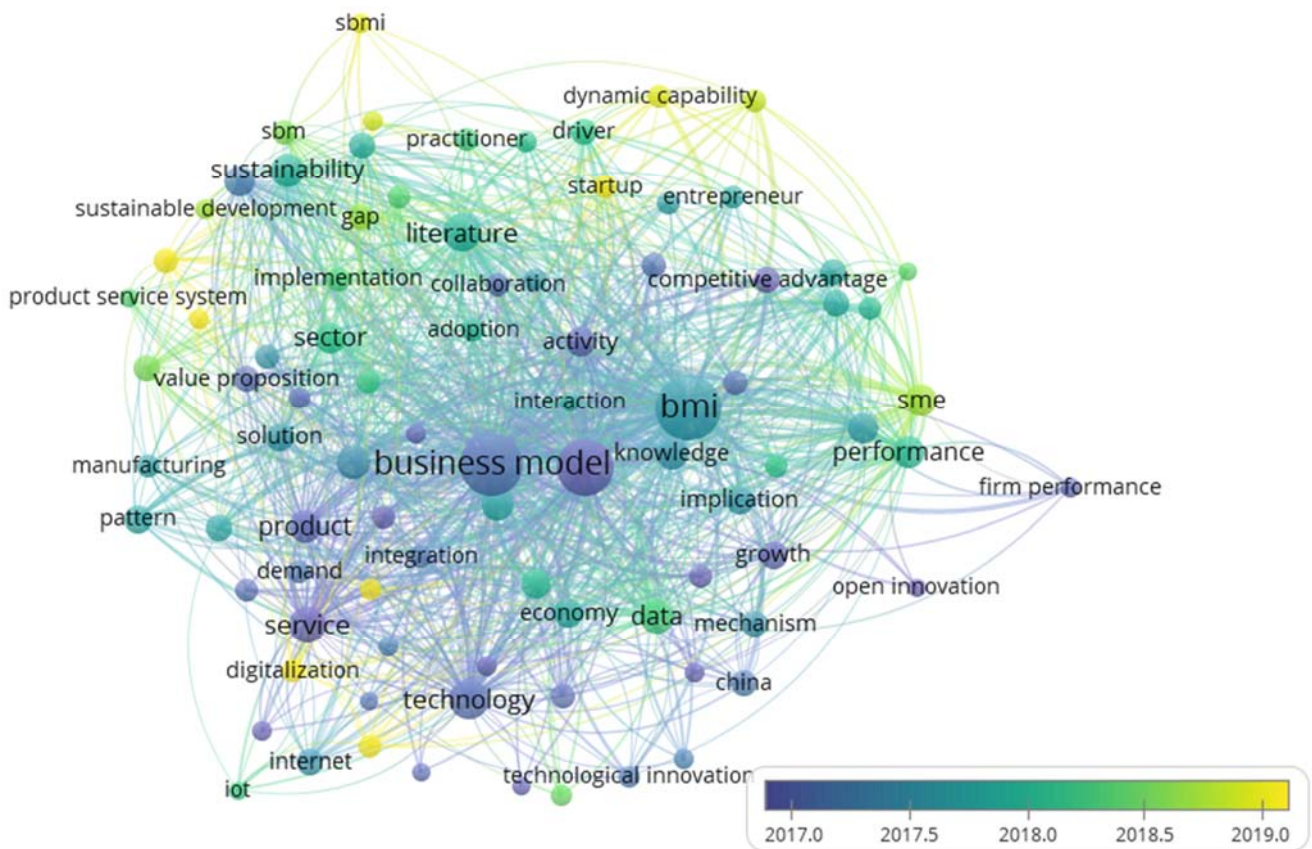 sbmi
dynamic capability
sbm
practitioner
driver
sustainability
startup
entrepreneur
sustainable development
gap
literature
implementation
collaboration
competitive advantage
product service system
sector
adoption
activity
value proposition
interaction
bmi
sme
solution
business model
knowledge
performance
manufacturing
firm performance
implication
pattern
product
integration
growth
demand
open innovation
economy
data
mechanism
service
digitalization
china
technology
internet
technological innovation
iot
2017.0
2017.5
2018.0
2018.5
2019.0